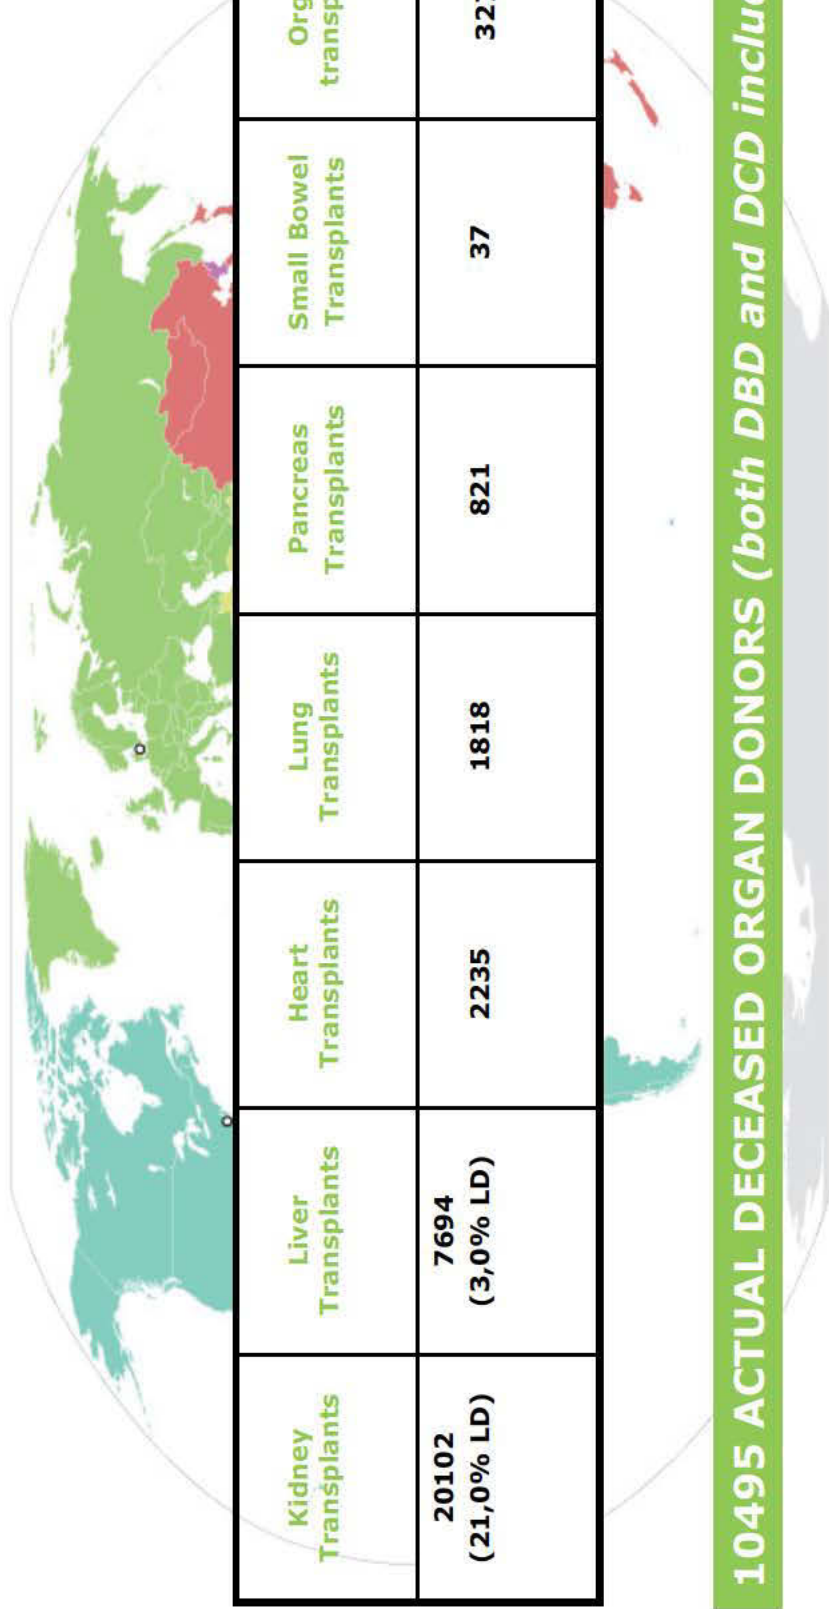 Kidney
Transplants
Liver
Transplants
Heart
Transplants
Lung
Transplants
Pancreas
Transplants
Small Bowel
Transplants
20102
(21,0% LD)
7694
(3,0% LD)
2235
1818
821
37
10495 ACTUAL DECEASED ORGAN DONORS (both DBD and DCD